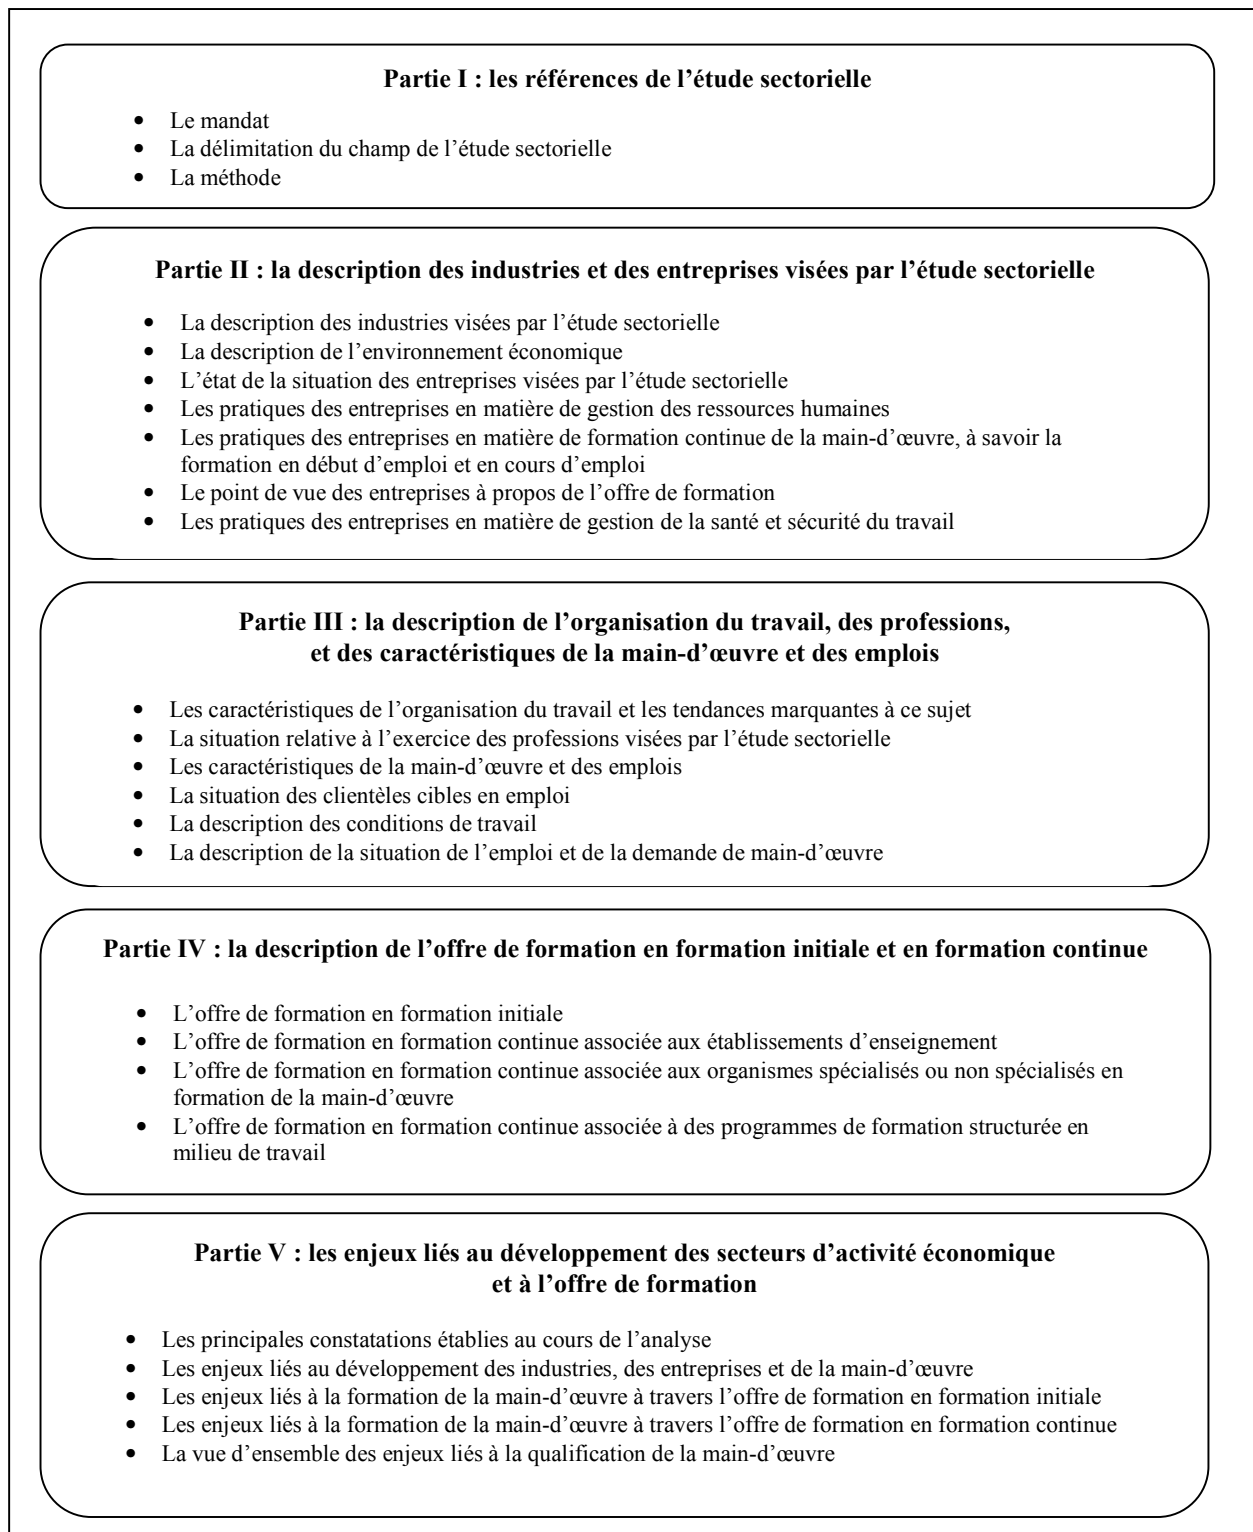 Partie I : les références de l’étude sectorielle
• Le mandat
• La délimitation du champ de l’étude sectorielle
• La méthode
Partie II : la description des industries et des entreprises visées par l’étude sectorielle
• La description des industries visées par l’étude sectorielle
• La description de l’environnement économique
• L’état de la situation des entreprises visées par l’étude sectorielle
• Les pratiques des entreprises en matière de gestion des ressources humaines
• Les pratiques des entreprises en matière de formation continue de la main-d’œuvre, à savoir la
formation en début d’emploi et en cours d’emploi
• Le point de vue des entreprises à propos de l’offre de formation
• Les pratiques des entreprises en matière de gestion de la santé et sécurité du travail
Partie III : la description de l’organisation du travail, des professions,
et des caractéristiques de la main-d’œuvre et des emplois
• Les caractéristiques de l’organisation du travail et les tendances marquantes à ce sujet
• La situation relative à l’exercice des professions visées par l’étude sectorielle
• Les caractéristiques de la main-d’œuvre et des emplois
• La situation des clientèles cibles en emploi
• La description des conditions de travail
• La description de la situation de l’emploi et de la demande de main-d’œuvre
Partie IV : la description de l’offre de formation en formation initiale et en formation continue
• L’offre de formation en formation initiale
• L’offre de formation en formation continue associée aux établissements d’enseignement
• L’offre de formation en formation continue associée aux organismes spécialisés ou non spécialisés en
formation de la main-d’œuvre
• L’offre de formation en formation continue associée à des programmes de formation structurée en
milieu de travail
Partie V : les enjeux liés au développement des secteurs d’activité économique
et à l’offre de formation
• Les principales constatations établies au cours de l’analyse
• Les enjeux liés au développement des industries, des entreprises et de la main-d’œuvre
• Les enjeux liés à la formation de la main-d’œuvre à travers l’offre de formation en formation initiale
• Les enjeux liés à la formation de la main-d’œuvre à travers l’offre de formation en formation continue
• La vue d’ensemble des enjeux liés à la qualification de la main-d’œuvre